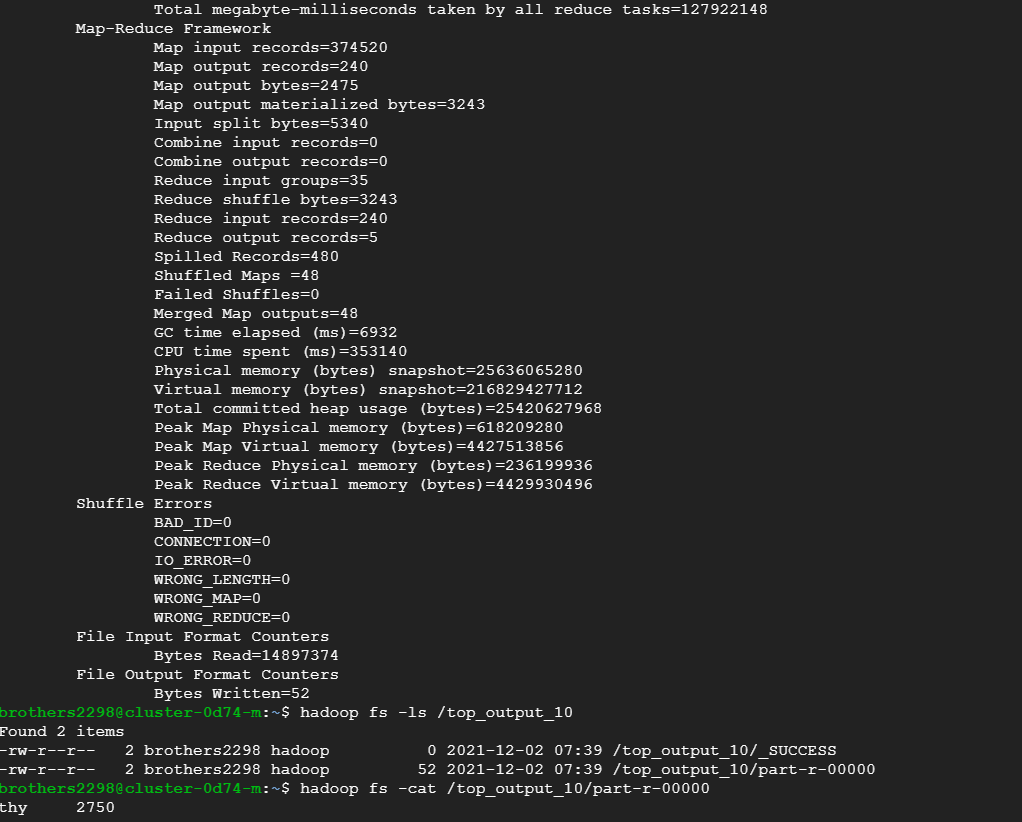 Total megabyte-milliseconds taken by all reduce tasks=127922148
Map-Reduce Framework
Map input records=374520
Map output records=240
Map output bytes=2475
Map output materialized bytes=3243
Input split bytes=5340
Combine input records=0
Combine output records=0
Reduce input groups=35
Reduce shuffle bytes=3243
Reduce input records=240
Reduce output records=5
Spilled Records=480
Shuffled Maps =48
Failed Shuffles=0
Merged Map outputs=48
GC time elapsed (ms)=6932
CPU time spent (ms)=353140
Physical memory (bytes) snapshot=25636065280
Virtual memory (bytes) snapshot=216829427712
Total committed heap usage (bytes)=25420627968
Peak Map Physical memory (bytes)=618209280
Peak Map Virtual memory (bytes)=4427513856
Peak Reduce Physical memory (bytes)=236199936
Peak Reduce Virtual memory (bytes)=4429930496
Shuffle Errors
BAD_ID=0
CONNECTION=0
IO_ERROR=0
WRONG_LENGTH=0
WRONG_MAP=0
WRONG_REDUCE=0
File Input Format Counters
Bytes Read=14897374
File Output Format Counters
Bytes Written=52
brothers2298@cluster-0d74-m:~$ hadoop fs -ls /top_output_10
Found 2 items
-rw-r--r--   2 brothers2298 hadoop          0 2021-12-02 07:39 /top_output_10/_SUCCESS
-rw-r--r--   2 brothers2298 hadoop         52 2021-12-02 07:39 /top_output_10/part-r-00000
brothers2298@cluster-0d74-m:~$ hadoop fs -cat /top_output_10/part-r-00000
thy     2750